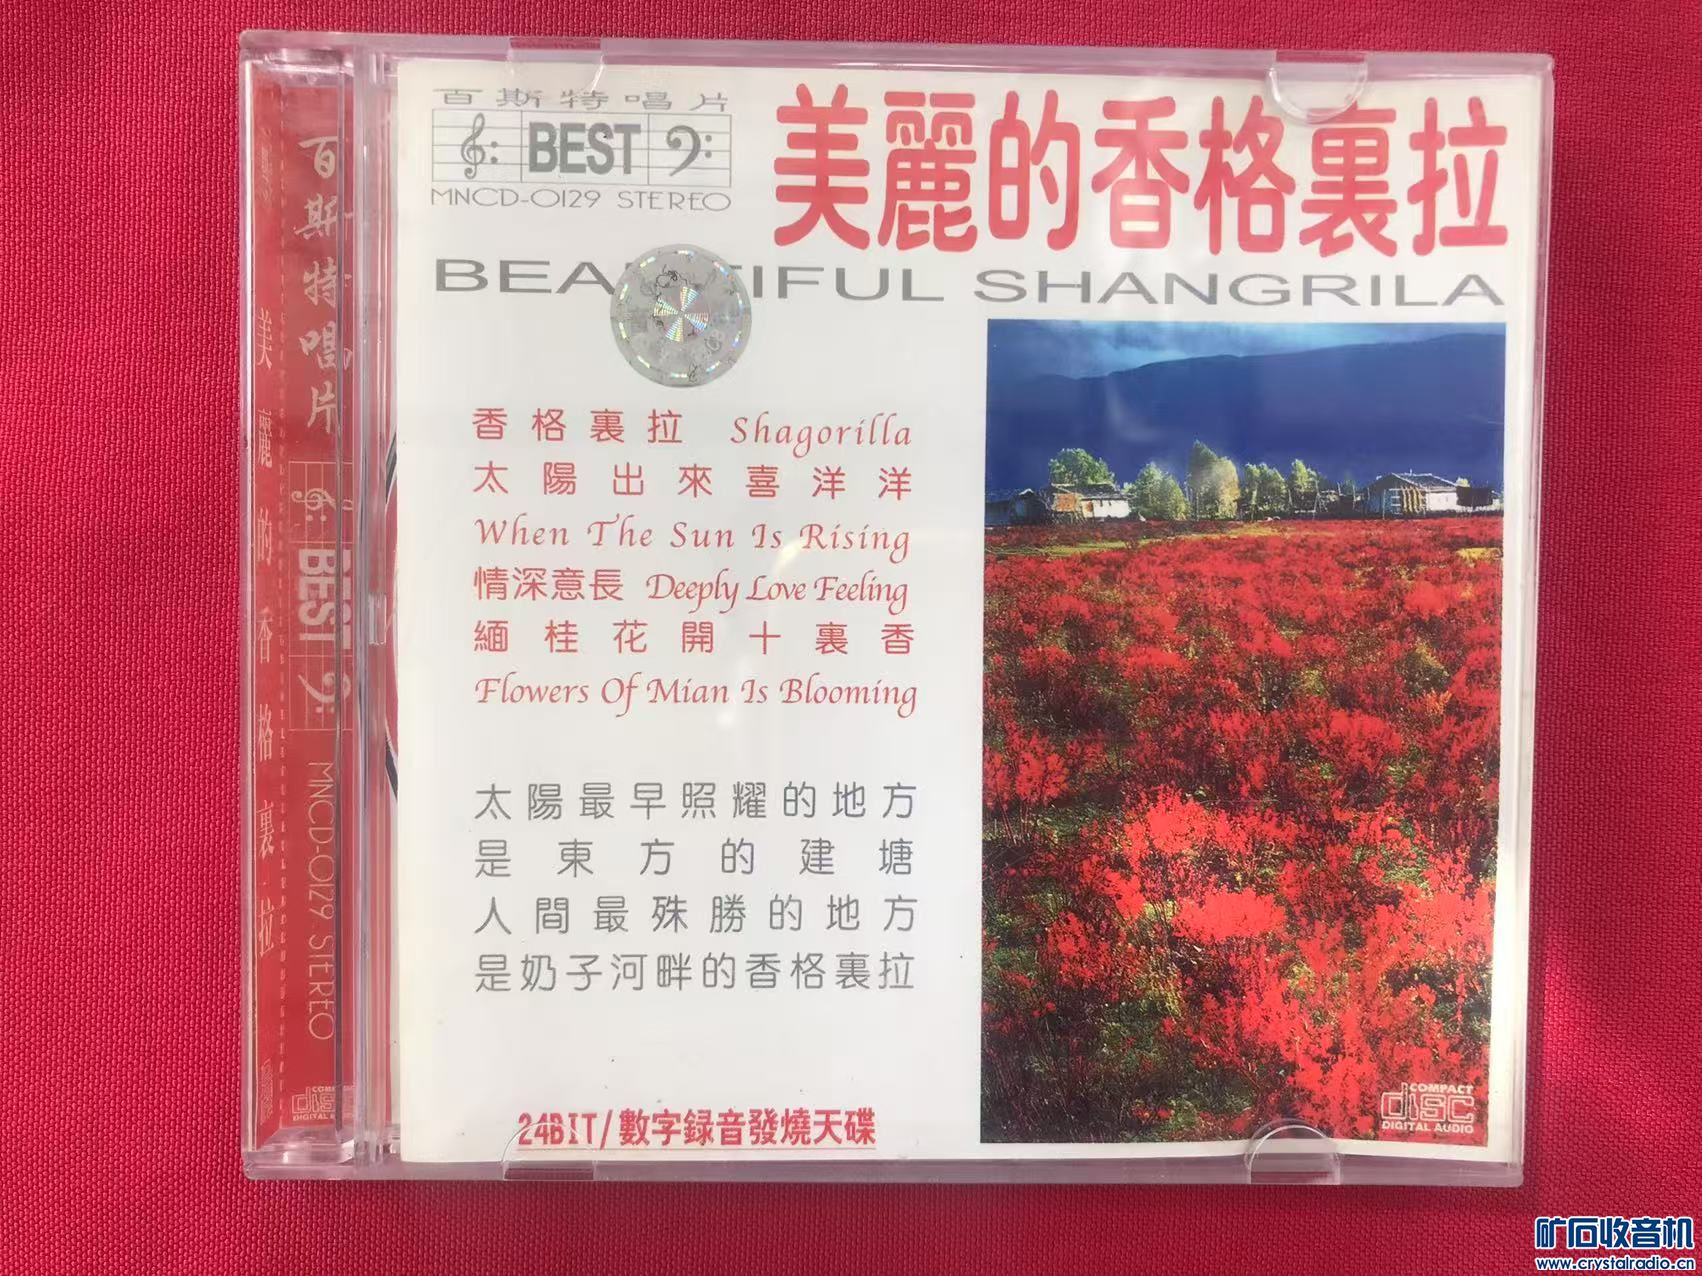 百斯特唱片
BEST
MNCD-0129 STEREO
美麗的香格裏拉
百斯特唱片
BEST
MNCD-0129 STEREO
COMPACT
disc
DIGITAL AUDIO
美麗的香格裏拉
BEAUTIFUL SHANGRILA
香格裏拉 Shagorilla
太陽出來喜洋洋
When The Sun Is Rising
情深意長 Deeply Love Feeling
緬桂花開十裏香
Flowers Of Mian Is Blooming
太陽最早照耀的地方
是東方的建塘
人間最殊勝的地方
是奶子河畔的香格裏拉
24BIT/數字録音發燒天碟
COMPACT
disc
DIGITAL AUDIO
矿石收音机
www.crystalradio.cn